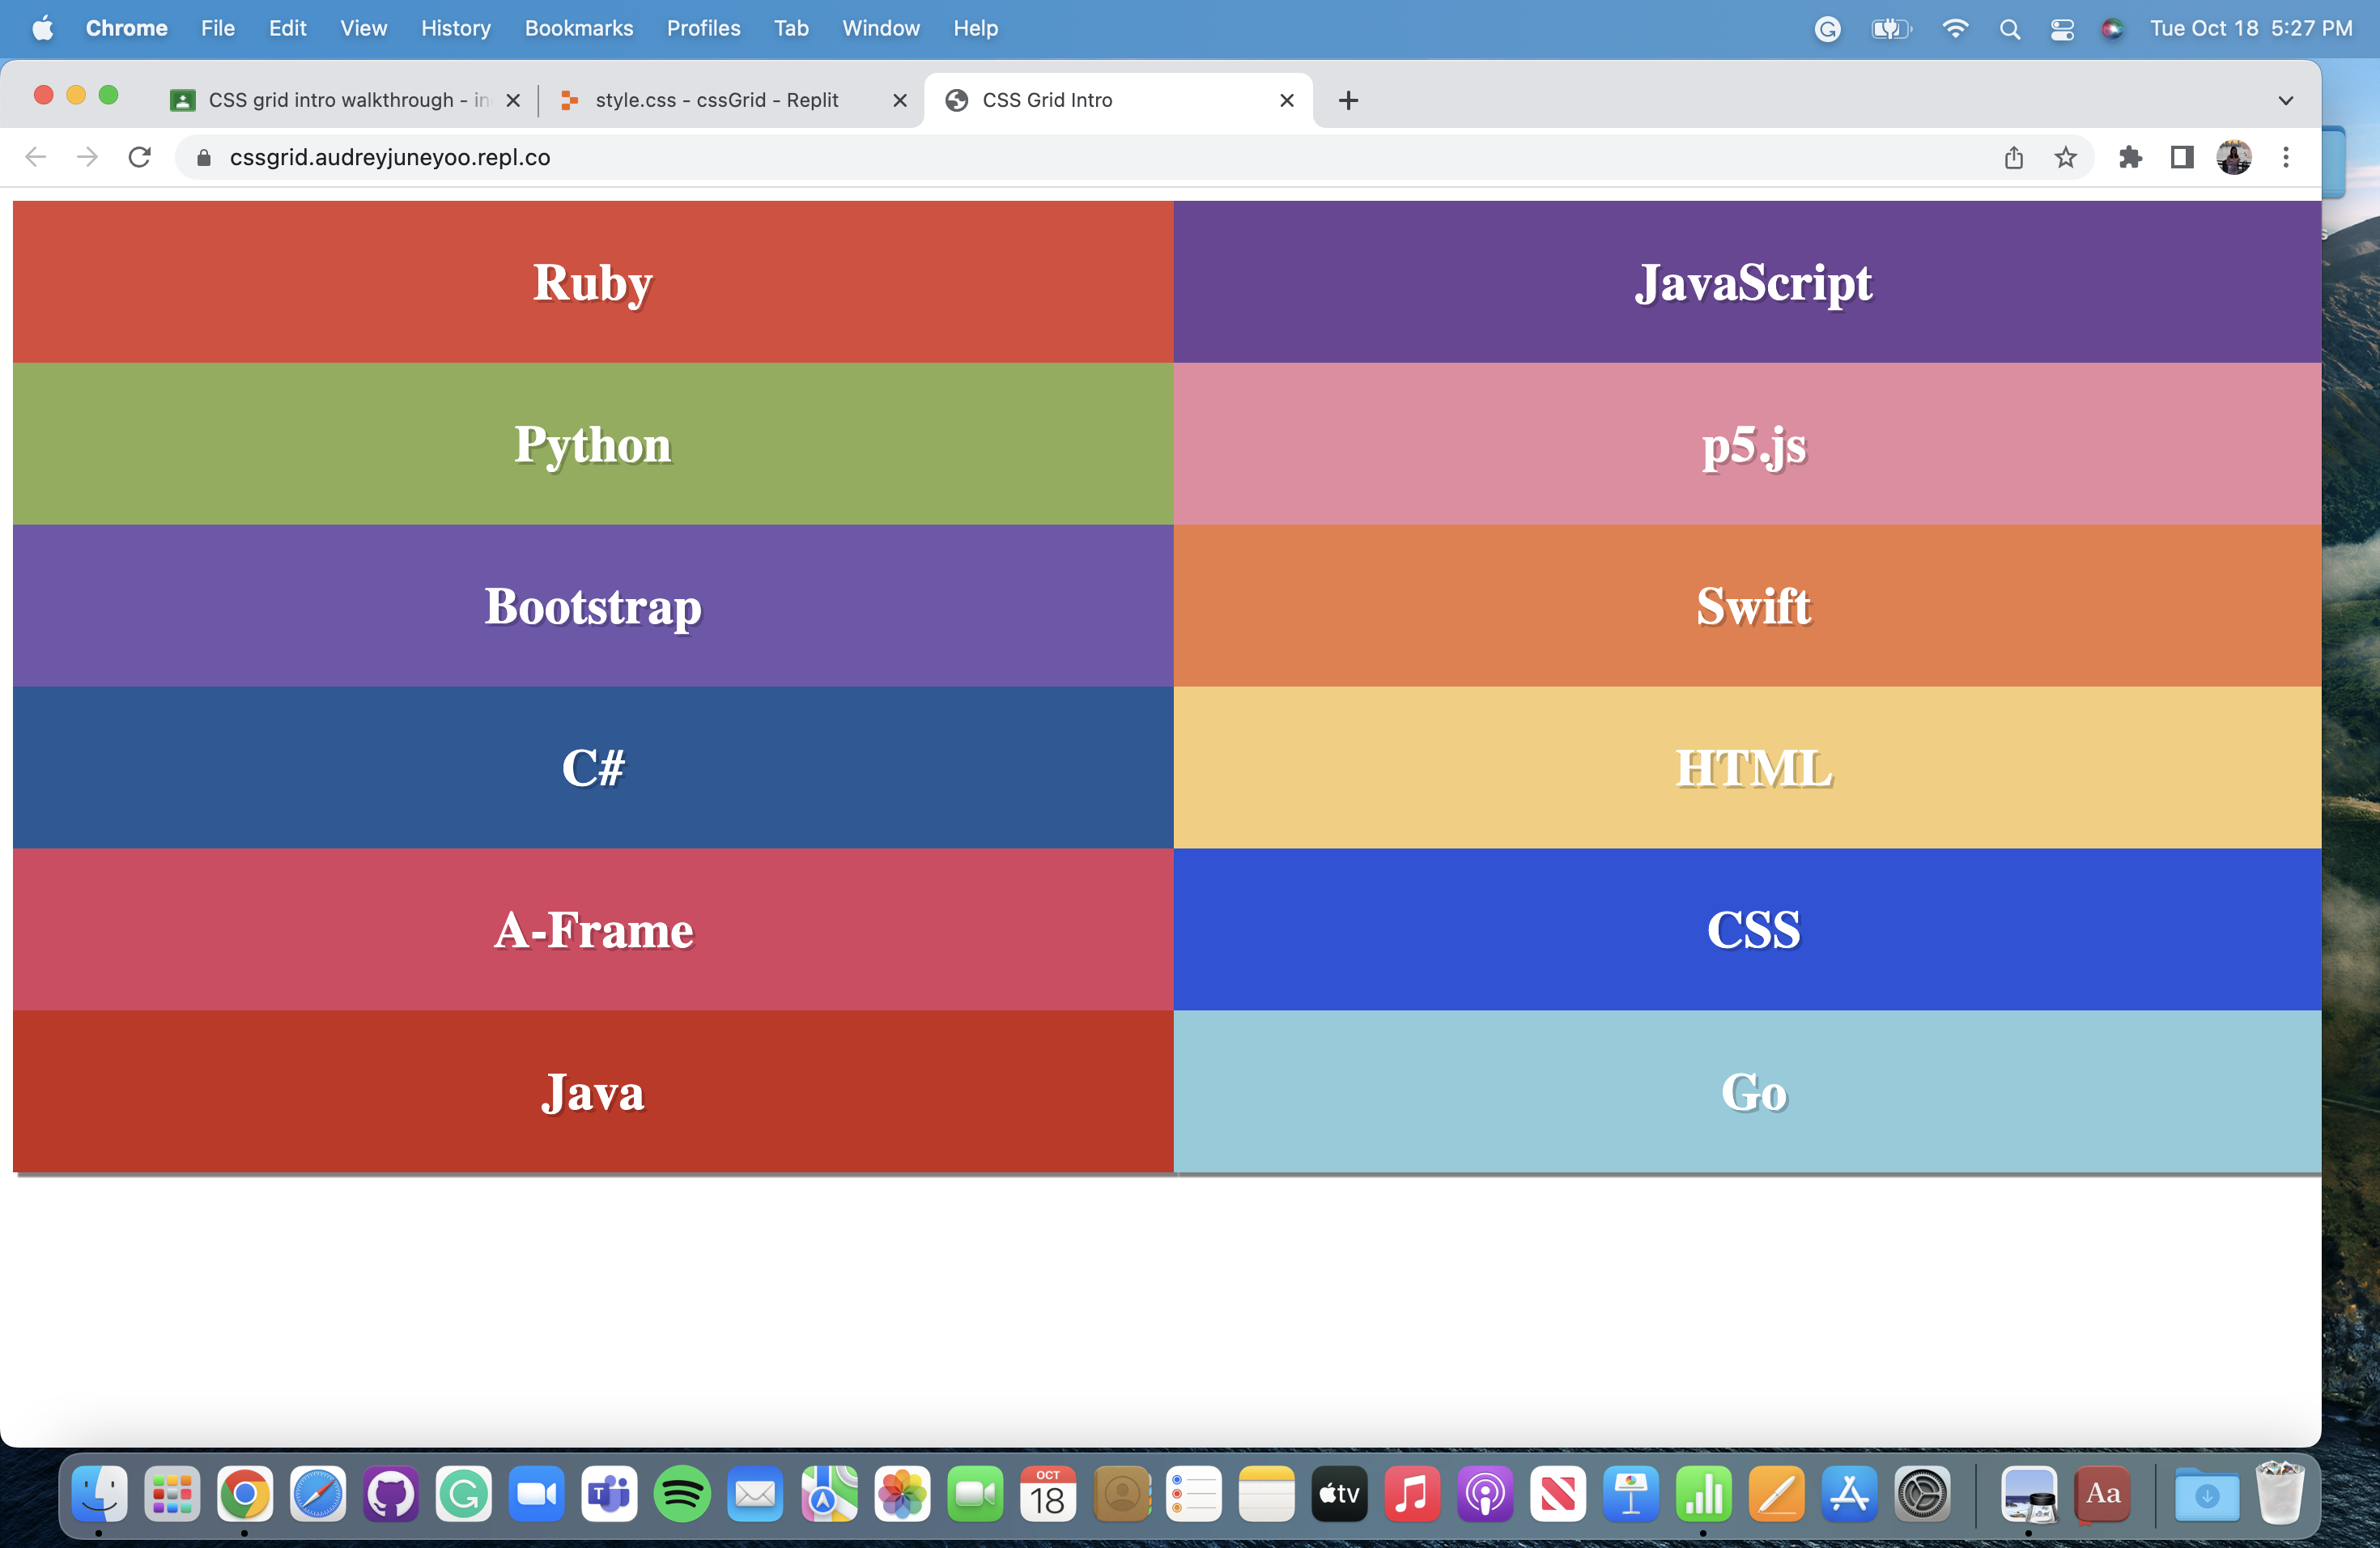 Chrome File Edit View History Bookmarks Profiles Tab Window Help Tue Oct 18 5:27 PM
CSS grid intro walkthrough - in style.css - cssGrid - Replit CSS Grid Intro
cssgrid.audreyjuneyoo.repl.co
Ruby JavaScript
Python p5.js
Bootstrap Swift
C# HTML
A-Frame CSS
Java Go
OCT
18
T
tv
Aa